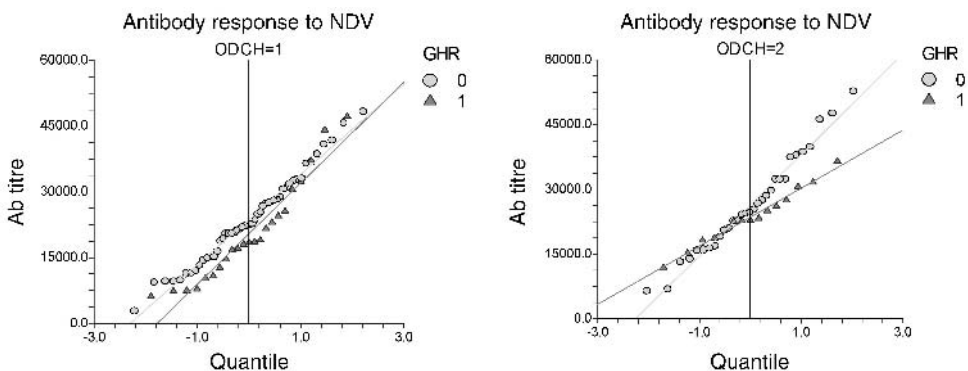 Antibody response to NDV
ODCH=1
Ab titre
60000.0
45000.0
30000.0
15000.0
0.0
-3.0
-1.0
1.0
3.0
Quantile
GHR
0
1
Antibody response to NDV
ODCH=2
Ab titre
60000.0
45000.0
30000.0
15000.0
0.0
-3.0
-1.0
1.0
3.0
Quantile
GHR
0
1